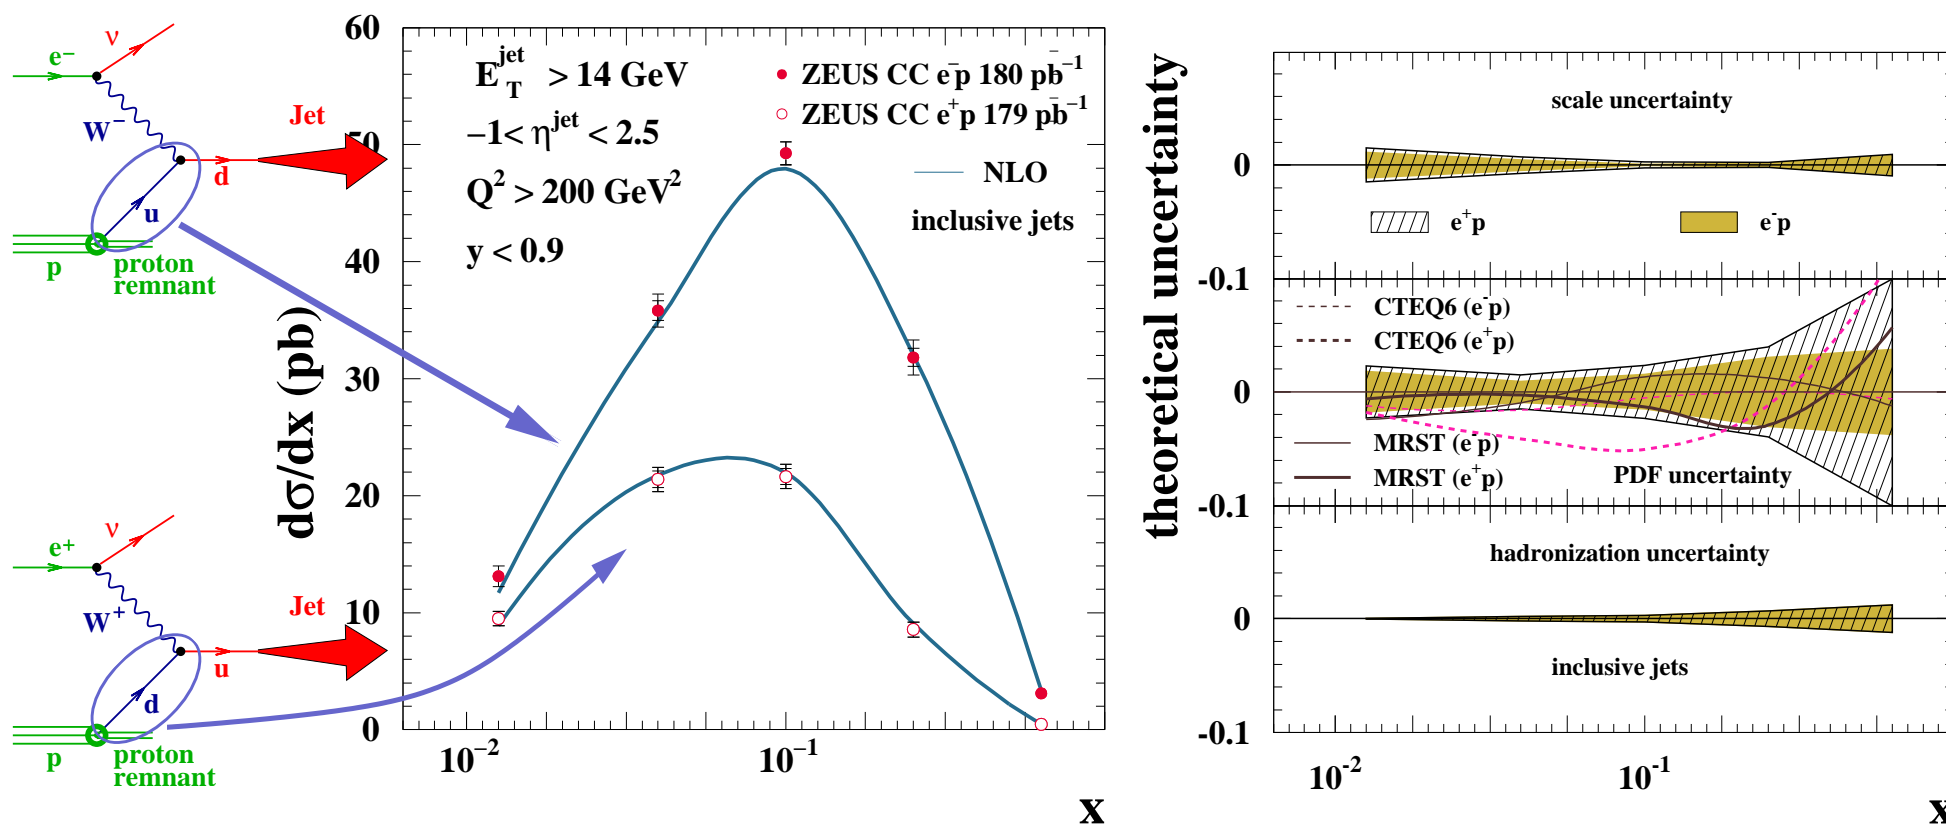 e⁻
ν
W⁻
Jet
d
u
p
proton
remnant
e⁺
ν
W⁺
Jet
u
d
p
proton
remnant
dσ/dx (pb)
60
50
40
30
20
10
0
E_T^jet > 14 GeV
−1< η^jet < 2.5
Q² > 200 GeV²
y < 0.9
ZEUS CC e⁻p 180 pb⁻¹
ZEUS CC e⁺p 179 pb⁻¹
NLO
inclusive jets
10⁻²
10⁻¹
x
theoretical uncertainty
scale uncertainty
0
e⁺p
e⁻p
-0.1
CTEQ6 (e⁻p)
CTEQ6 (e⁺p)
0
MRST (e⁻p)
MRST (e⁺p)
PDF uncertainty
-0.1
hadronization uncertainty
0
inclusive jets
-0.1
10⁻²
10⁻¹
x